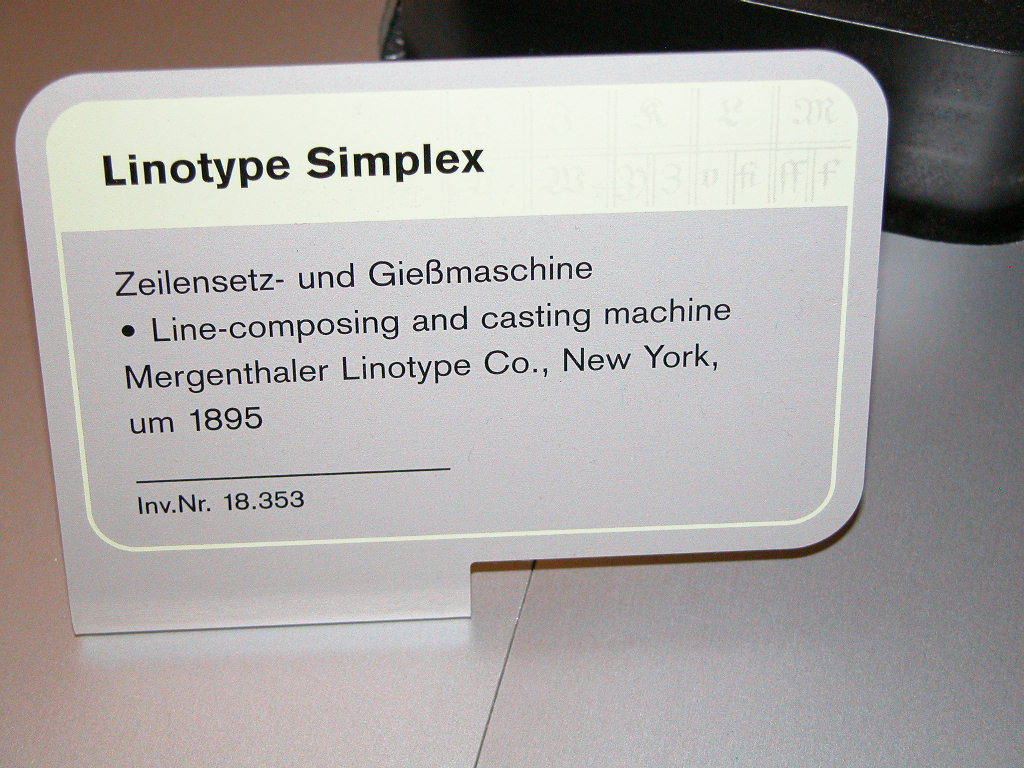 Linotype Simplex
Zeilensetz- und Gießmaschine
• Line-composing and casting machine
Mergenthaler Linotype Co., New York,
um 1895
Inv.Nr. 18.353